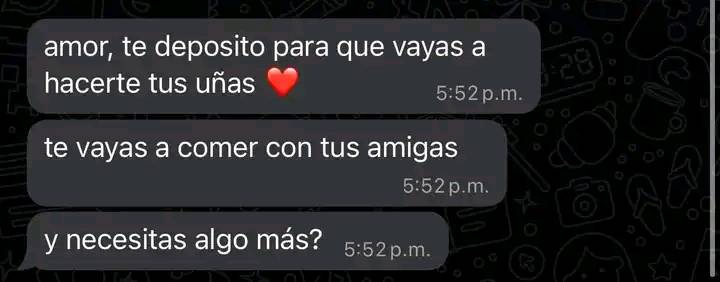 amor, te deposito para que vayas a
hacerte tus uñas ❤️
5:52 p.m.
te vayas a comer con tus amigas
5:52 p.m.
y necesitas algo más? 5:52 p.m.